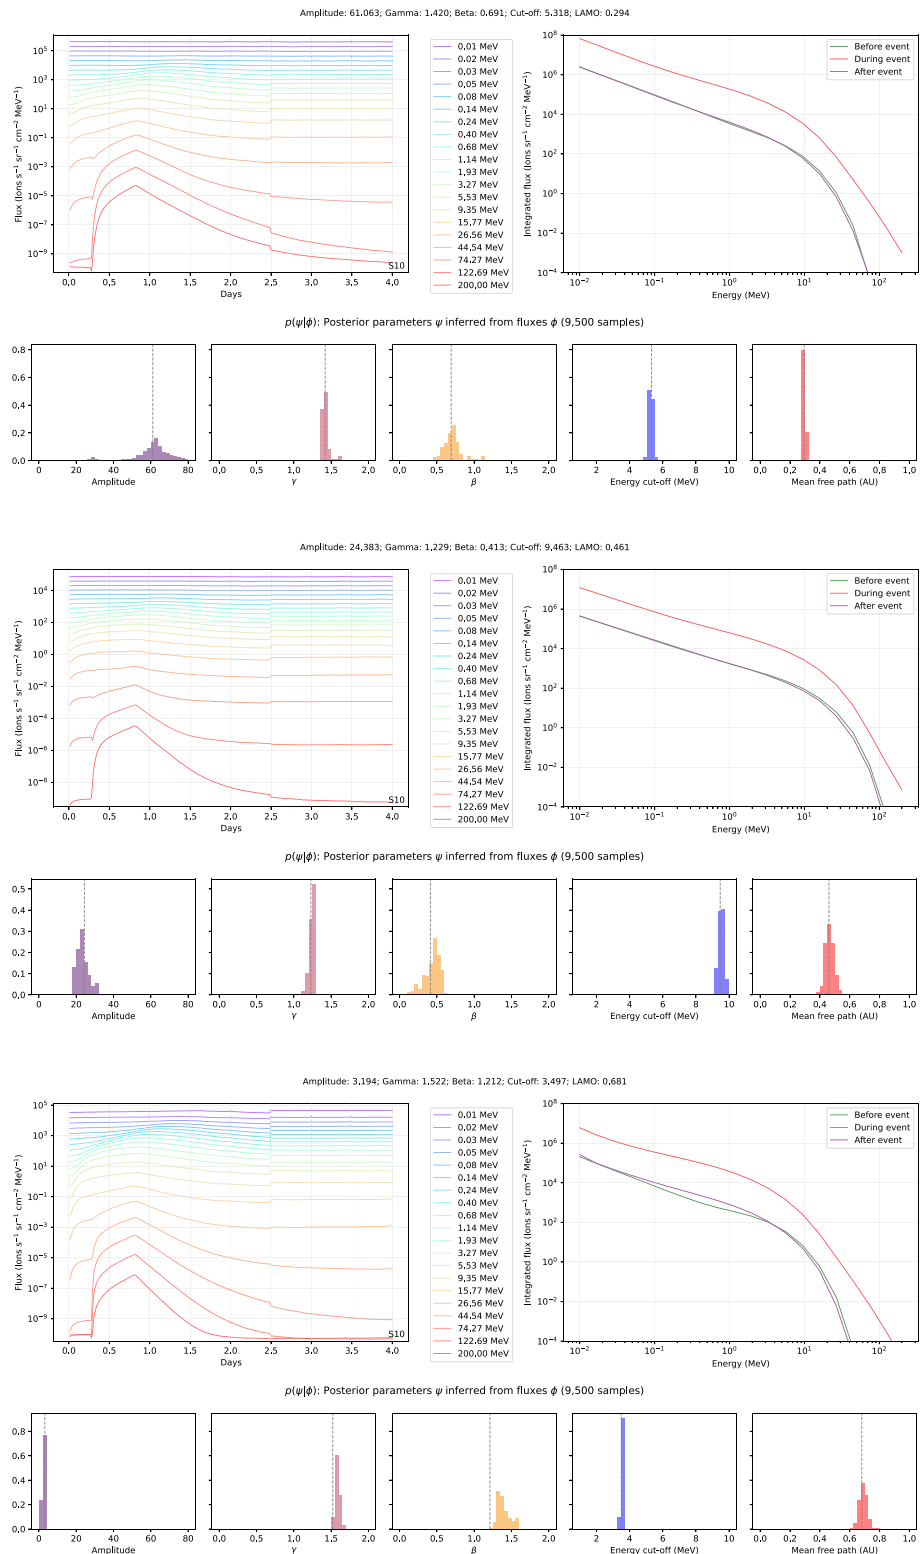 Amplitude: 61.063; Gamma: 1.420; Beta: 0.691; Cut-off: 5.318; LAMO: 0.294
Flux (Ions s⁻¹ sr⁻¹ cm⁻² MeV⁻¹)
10⁵
10³
10¹
10⁻¹
10⁻³
10⁻⁵
10⁻⁷
10⁻⁹
0.0 0.5 1.0 1.5 2.0 2.5 3.0 3.5 4.0
Days
S10
0.01 MeV
0.02 MeV
0.03 MeV
0.05 MeV
0.08 MeV
0.14 MeV
0.24 MeV
0.40 MeV
0.68 MeV
1.14 MeV
1.93 MeV
3.27 MeV
5.53 MeV
9.35 MeV
15.77 MeV
26.56 MeV
44.54 MeV
74.27 MeV
122.69 MeV
200.00 MeV
Integrated flux (Ions sr⁻¹ cm⁻² MeV⁻¹)
10⁸
10⁶
10⁴
10²
10⁰
10⁻²
10⁻⁴
10⁻² 10⁻¹ 10⁰ 10¹ 10²
Energy (MeV)
Before event
During event
After event
p(ψ|ϕ): Posterior parameters ψ inferred from fluxes ϕ (9,500 samples)
0.8
0.6
0.4
0.2
0.0
0 20 40 60 80
Amplitude
0.0 0.5 1.0 1.5 2.0
γ
0.0 0.5 1.0 1.5 2.0
β
2 4 6 8 10
Energy cut-off (MeV)
0.0 0.2 0.4 0.6 0.8 1.0
Mean free path (AU)
Amplitude: 24.383; Gamma: 1.229; Beta: 0.413; Cut-off: 9.463; LAMO: 0.461
Flux (Ions s⁻¹ sr⁻¹ cm⁻² MeV⁻¹)
10⁴
10²
10⁰
10⁻²
10⁻⁴
10⁻⁶
10⁻⁸
0.0 0.5 1.0 1.5 2.0 2.5 3.0 3.5 4.0
Days
S10
0.01 MeV
0.02 MeV
0.03 MeV
0.05 MeV
0.08 MeV
0.14 MeV
0.24 MeV
0.40 MeV
0.68 MeV
1.14 MeV
1.93 MeV
3.27 MeV
5.53 MeV
9.35 MeV
15.77 MeV
26.56 MeV
44.54 MeV
74.27 MeV
122.69 MeV
200.00 MeV
Integrated flux (Ions sr⁻¹ cm⁻² MeV⁻¹)
10⁸
10⁶
10⁴
10²
10⁰
10⁻²
10⁻⁴
10⁻² 10⁻¹ 10⁰ 10¹ 10²
Energy (MeV)
Before event
During event
After event
p(ψ|ϕ): Posterior parameters ψ inferred from fluxes ϕ (9,500 samples)
0.5
0.4
0.3
0.2
0.1
0.0
0 20 40 60 80
Amplitude
0.0 0.5 1.0 1.5 2.0
γ
0.0 0.5 1.0 1.5 2.0
β
2 4 6 8 10
Energy cut-off (MeV)
0.0 0.2 0.4 0.6 0.8 1.0
Mean free path (AU)
Amplitude: 3.194; Gamma: 1.522; Beta: 1.212; Cut-off: 3.497; LAMO: 0.681
Flux (Ions s⁻¹ sr⁻¹ cm⁻² MeV⁻¹)
10⁵
10³
10¹
10⁻¹
10⁻³
10⁻⁵
10⁻⁷
10⁻⁹
0.0 0.5 1.0 1.5 2.0 2.5 3.0 3.5 4.0
Days
S10
0.01 MeV
0.02 MeV
0.03 MeV
0.05 MeV
0.08 MeV
0.14 MeV
0.24 MeV
0.40 MeV
0.68 MeV
1.14 MeV
1.93 MeV
3.27 MeV
5.53 MeV
9.35 MeV
15.77 MeV
26.56 MeV
44.54 MeV
74.27 MeV
122.69 MeV
200.00 MeV
Integrated flux (Ions sr⁻¹ cm⁻² MeV⁻¹)
10⁸
10⁶
10⁴
10²
10⁰
10⁻²
10⁻⁴
10⁻² 10⁻¹ 10⁰ 10¹ 10²
Energy (MeV)
Before event
During event
After event
p(ψ|ϕ): Posterior parameters ψ inferred from fluxes ϕ (9,500 samples)
0.8
0.6
0.4
0.2
0.0
0 20 40 60 80
Amplitude
0.0 0.5 1.0 1.5 2.0
γ
0.0 0.5 1.0 1.5 2.0
β
2 4 6 8 10
Energy cut-off (MeV)
0.0 0.2 0.4 0.6 0.8 1.0
Mean free path (AU)